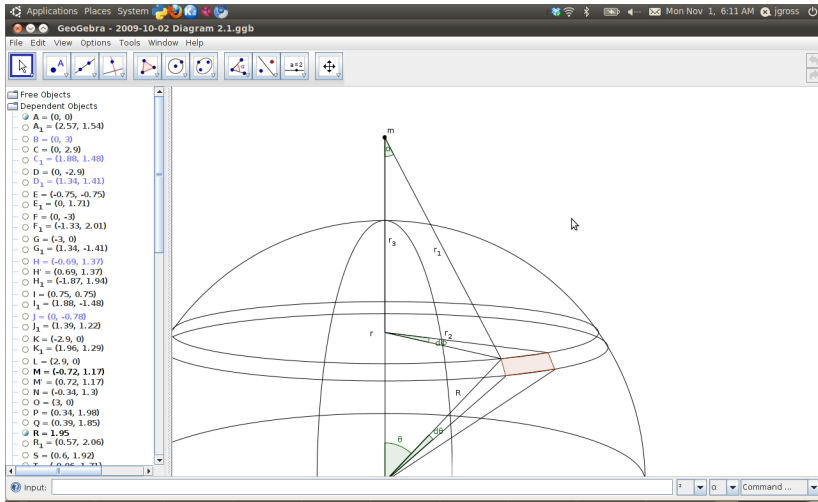 Applications Places System Mon Nov 1, 6:11 AM jgross
GeoGebra - 2009-10-02 Diagram 2.1.ggb
File Edit View Options Tools Window Help
A α a = 2
Free Objects
Dependent Objects
A = (0, 0)
A1 = (2.57, 1.54)
B = (0, 3)
C = (0, 2.9)
C1 = (1.88, 1.48)
D = (0, -2.9)
D1 = (1.34, 1.41)
E = (-0.75, -0.75)
E1 = (0, 1.71)
F = (0, -3)
F1 = (-1.33, 2.01)
G = (-3, 0)
G1 = (1.34, -1.41)
H = (-0.69, 1.37)
H' = (0.69, 1.37)
H1 = (-1.87, 1.94)
I = (0.75, 0.75)
I1 = (1.88, -1.48)
J = (0, -0.78)
J1 = (1.39, 1.22)
K = (-2.9, 0)
K1 = (1.96, 1.29)
L = (2.9, 0)
M = (-0.72, 1.17)
M' = (0.72, 1.17)
N = (-0.34, 1.3)
O = (3, 0)
P = (0.34, 1.98)
Q = (0.39, 1.85)
R = 1.95
R1 = (0.57, 2.06)
S = (0.6, 1.92)
m
α
r3
r1
r
r2
dΦ
R
θ
dθ
Input: ² α Command ...